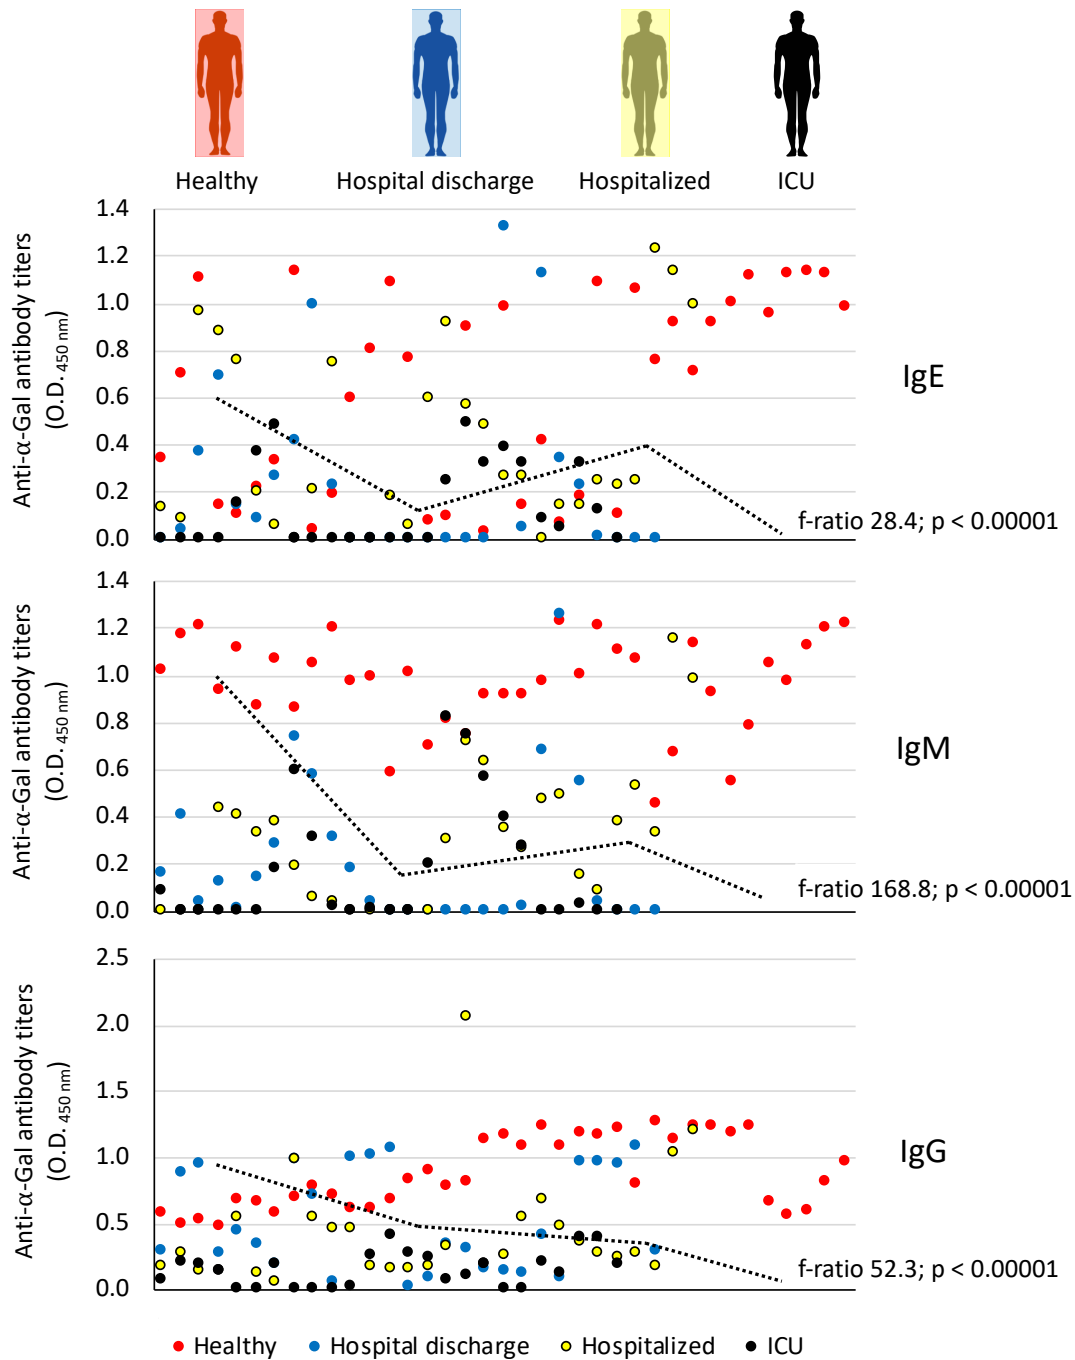 Healthy Hospital discharge Hospitalized ICU
Anti-α-Gal antibody titers
(O.D. 450 nm)
1.4
1.2
1.0
0.8
0.6
0.4
0.2
0.0
IgE
f-ratio 28.4; p < 0.00001
Anti-α-Gal antibody titers
(O.D. 450 nm)
1.4
1.2
1.0
0.8
0.6
0.4
0.2
0.0
IgM
f-ratio 168.8; p < 0.00001
Anti-α-Gal antibody titers
(O.D. 450 nm)
2.5
2.0
1.5
1.0
0.5
0.0
IgG
f-ratio 52.3; p < 0.00001
Healthy Hospital discharge Hospitalized ICU